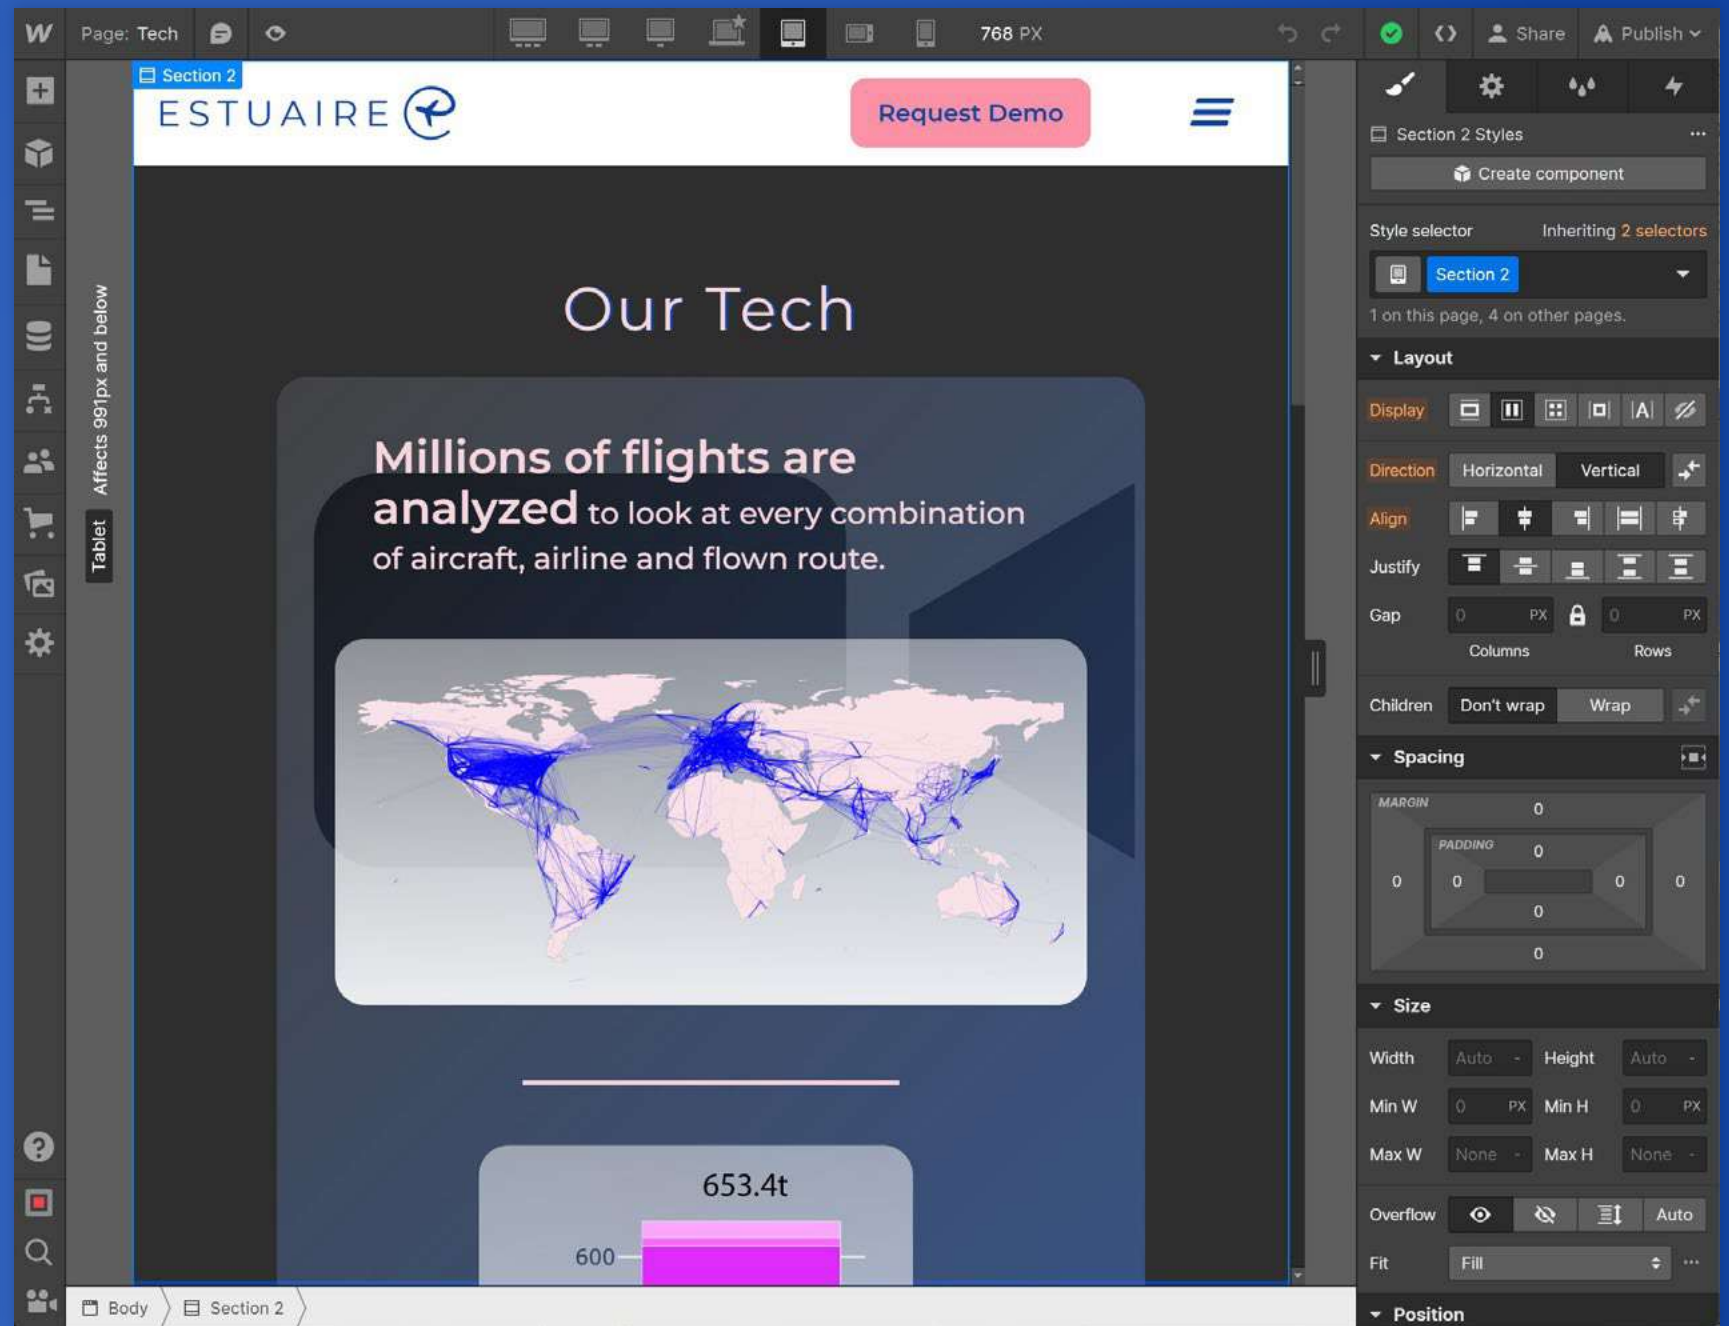 Page: Tech
768 PX
Share
Publish
Section 2
ESTUAIRE
Request Demo
Our Tech
Millions of flights are
analyzed to look at every combination
of aircraft, airline and flown route.
653.4t
600
Tablet Affects 991px and below
Body
Section 2
Section 2 Styles
Create component
Style selector
Inheriting 2 selectors
Section 2
1 on this page, 4 on other pages.
Layout
Display
Direction Horizontal Vertical
Align
Justify
Gap 0 PX 0 PX
Columns Rows
Children Don't wrap Wrap
Spacing
MARGIN
0
PADDING
0
0 0 0 0
0
0
Size
Width Auto - Height Auto -
Min W 0 PX Min H 0 PX
Max W None - Max H None -
Overflow Auto
Fit Fill
Position